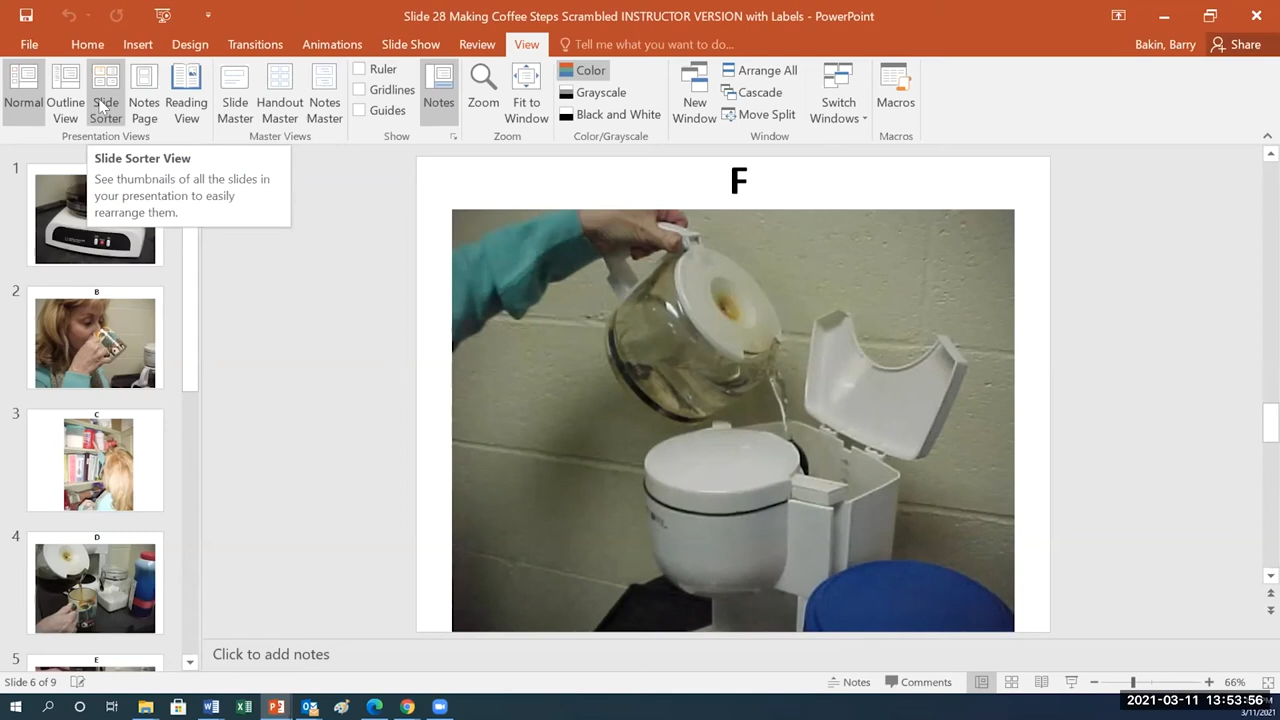 Slide 28 Making Coffee Steps Scrambled INSTRUCTOR VERSION with Labels - PowerPoint
File Home Insert Design Transitions Animations Slide Show Review View Tell me what you want to do... Bakin, Barry Share
Normal
Outline View
Slide Sorter
Notes Page
Reading View
Presentation Views
Slide Master
Handout Master
Notes Master
Master Views
Ruler
Gridlines
Guides
Show
Notes
Zoom
Fit to Window
Zoom
Color
Grayscale
Black and White
Color/Grayscale
New Window
Arrange All
Cascade
Move Split
Switch Windows
Window
Macros
Macros
Slide Sorter View
See thumbnails of all the slides in
your presentation to easily
rearrange them.
1
2
B
3
C
4
D
5
E
F
Click to add notes
Slide 6 of 9
Notes
Comments
66%
2021-03-11 13:53:56
3/11/2021